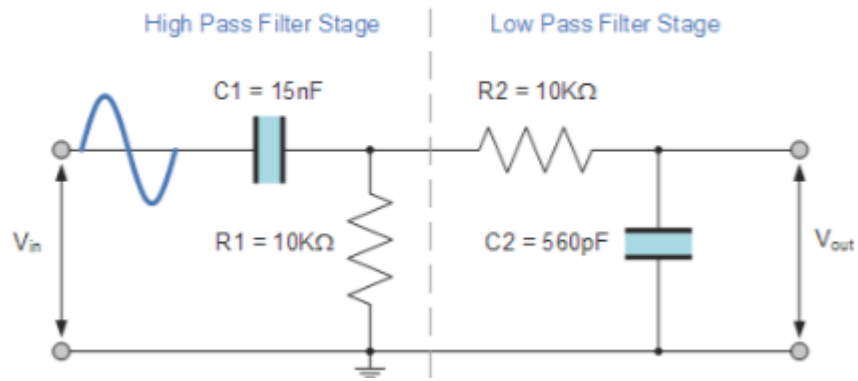 High Pass Filter Stage
Low Pass Filter Stage
C1 = 15nF
R2 = 10KΩ
Vin
R1 = 10KΩ
C2 = 560pF
Vout